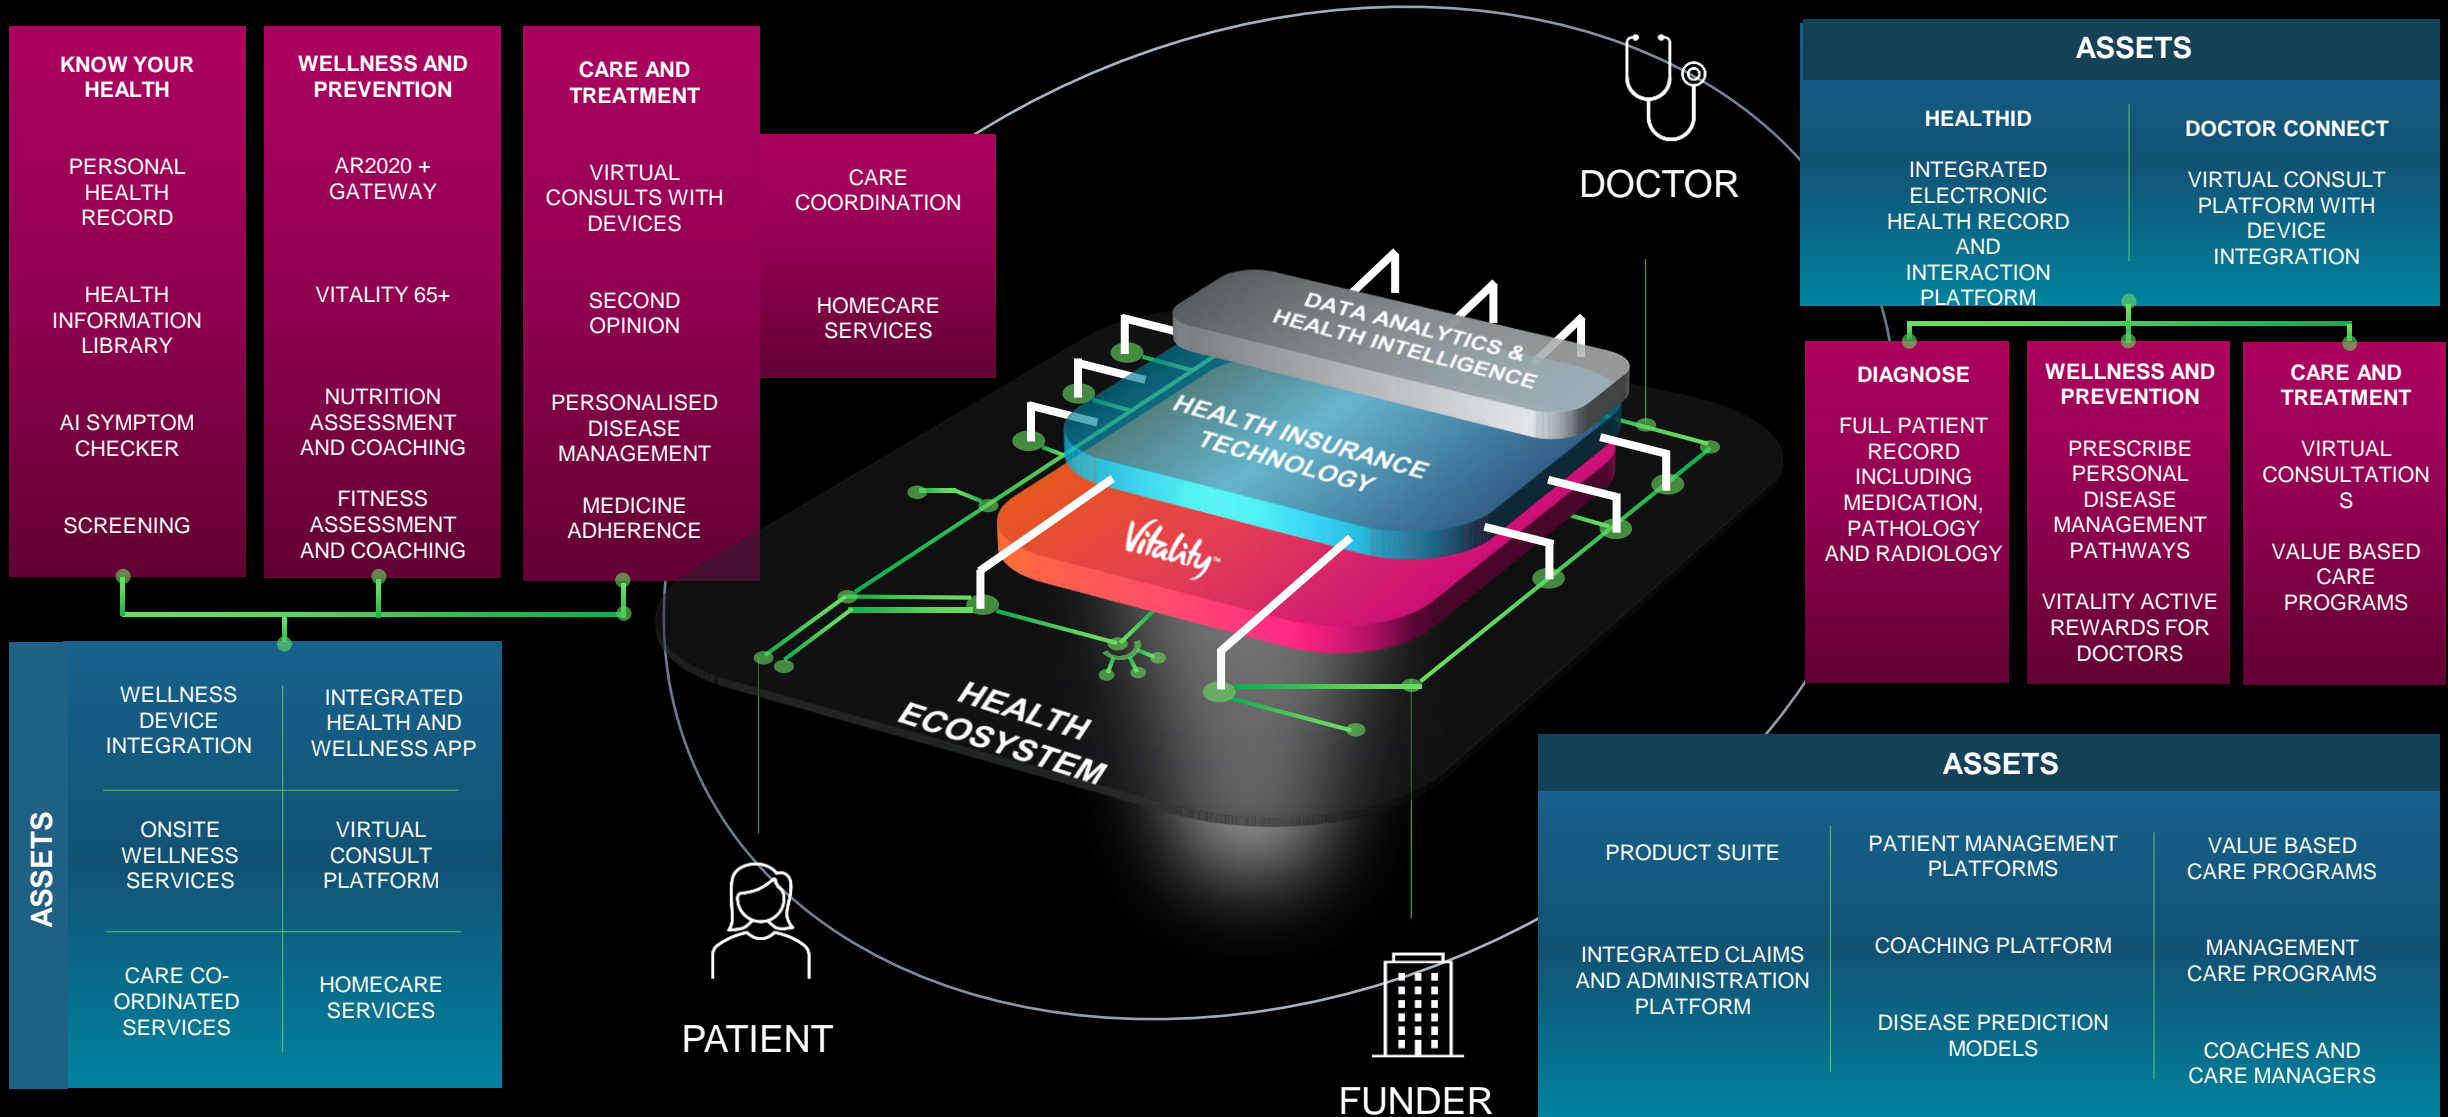 KNOW YOUR
HEALTH
PERSONAL
HEALTH
RECORD
HEALTH
INFORMATION
LIBRARY
AI SYMPTOM
CHECKER
SCREENING
WELLNESS AND
PREVENTION
AR2020 +
GATEWAY
VITALITY 65+
NUTRITION
ASSESSMENT
AND COACHING
FITNESS
ASSESSMENT
AND COACHING
CARE AND
TREATMENT
VIRTUAL
CONSULTS WITH
DEVICES
SECOND
OPINION
PERSONALISED
DISEASE
MANAGEMENT
MEDICINE
ADHERENCE
CARE
COORDINATION
HOMECARE
SERVICES
ASSETS
WELLNESS
DEVICE
INTEGRATION
INTEGRATED
HEALTH AND
WELLNESS APP
ONSITE
WELLNESS
SERVICES
VIRTUAL
CONSULT
PLATFORM
CARE CO-
ORDINATED
SERVICES
HOMECARE
SERVICES
DATA ANALYTICS &
HEALTH INTELLIGENCE
HEALTH INSURANCE
TECHNOLOGY
Vitality™
HEALTH
ECOSYSTEM
PATIENT
DOCTOR
FUNDER
ASSETS
HEALTHID
INTEGRATED
ELECTRONIC
HEALTH RECORD
AND
INTERACTION
PLATFORM
DOCTOR CONNECT
VIRTUAL CONSULT
PLATFORM WITH
DEVICE
INTEGRATION
DIAGNOSE
FULL PATIENT
RECORD
INCLUDING
MEDICATION,
PATHOLOGY
AND RADIOLOGY
WELLNESS AND
PREVENTION
PRESCRIBE
PERSONAL
DISEASE
MANAGEMENT
PATHWAYS
VITALITY ACTIVE
REWARDS FOR
DOCTORS
CARE AND
TREATMENT
VIRTUAL
CONSULTATION
S
VALUE BASED
CARE
PROGRAMS
ASSETS
PRODUCT SUITE
INTEGRATED CLAIMS
AND ADMINISTRATION
PLATFORM
PATIENT MANAGEMENT
PLATFORMS
COACHING PLATFORM
DISEASE PREDICTION
MODELS
VALUE BASED
CARE PROGRAMS
MANAGEMENT
CARE PROGRAMS
COACHES AND
CARE MANAGERS